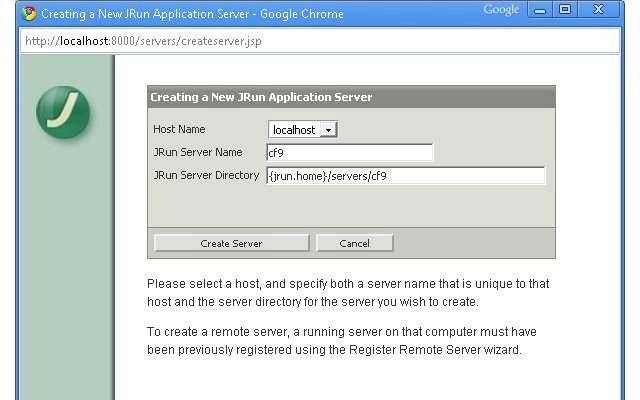 Creating a New JRun Application Server - Google Chrome
Google
http://localhost:8000/servers/createserver.jsp
Creating a New JRun Application Server
Host Name localhost
JRun Server Name cf9
JRun Server Directory {jrun.home}/servers/cf9
Create Server Cancel
Please select a host, and specify both a server name that is unique to that
host and the server directory for the server you wish to create.
To create a remote server, a running server on that computer must have
been previously registered using the Register Remote Server wizard.